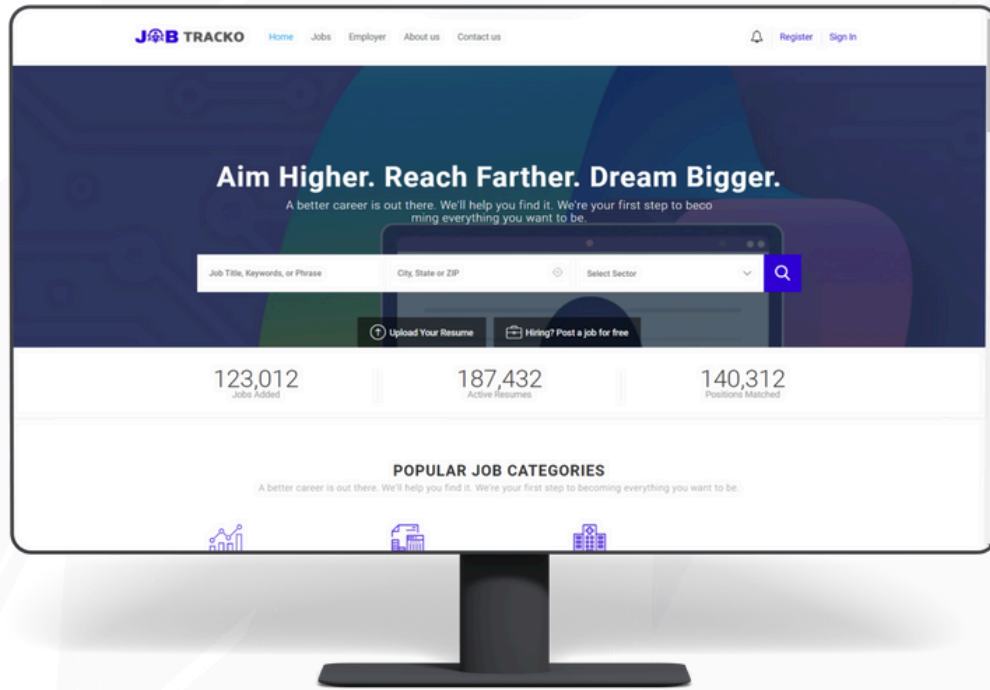 JOB TRACKO
Home Jobs Employer About us Contact us
Register Sign In
Aim Higher. Reach Farther. Dream Bigger.
A better career is out there. We'll help you find it. We're your first step to beco
ming everything you want to be.
Job Title, Keywords, or Phrase
City, State or ZIP
Select Sector
Upload Your Resume
Hiring? Post a job for free
123,012
Jobs Added
187,432
Active Resumes
140,312
Positions Matched
POPULAR JOB CATEGORIES
A better career is out there. We'll help you find it. We're your first step to becoming everything you want to be.